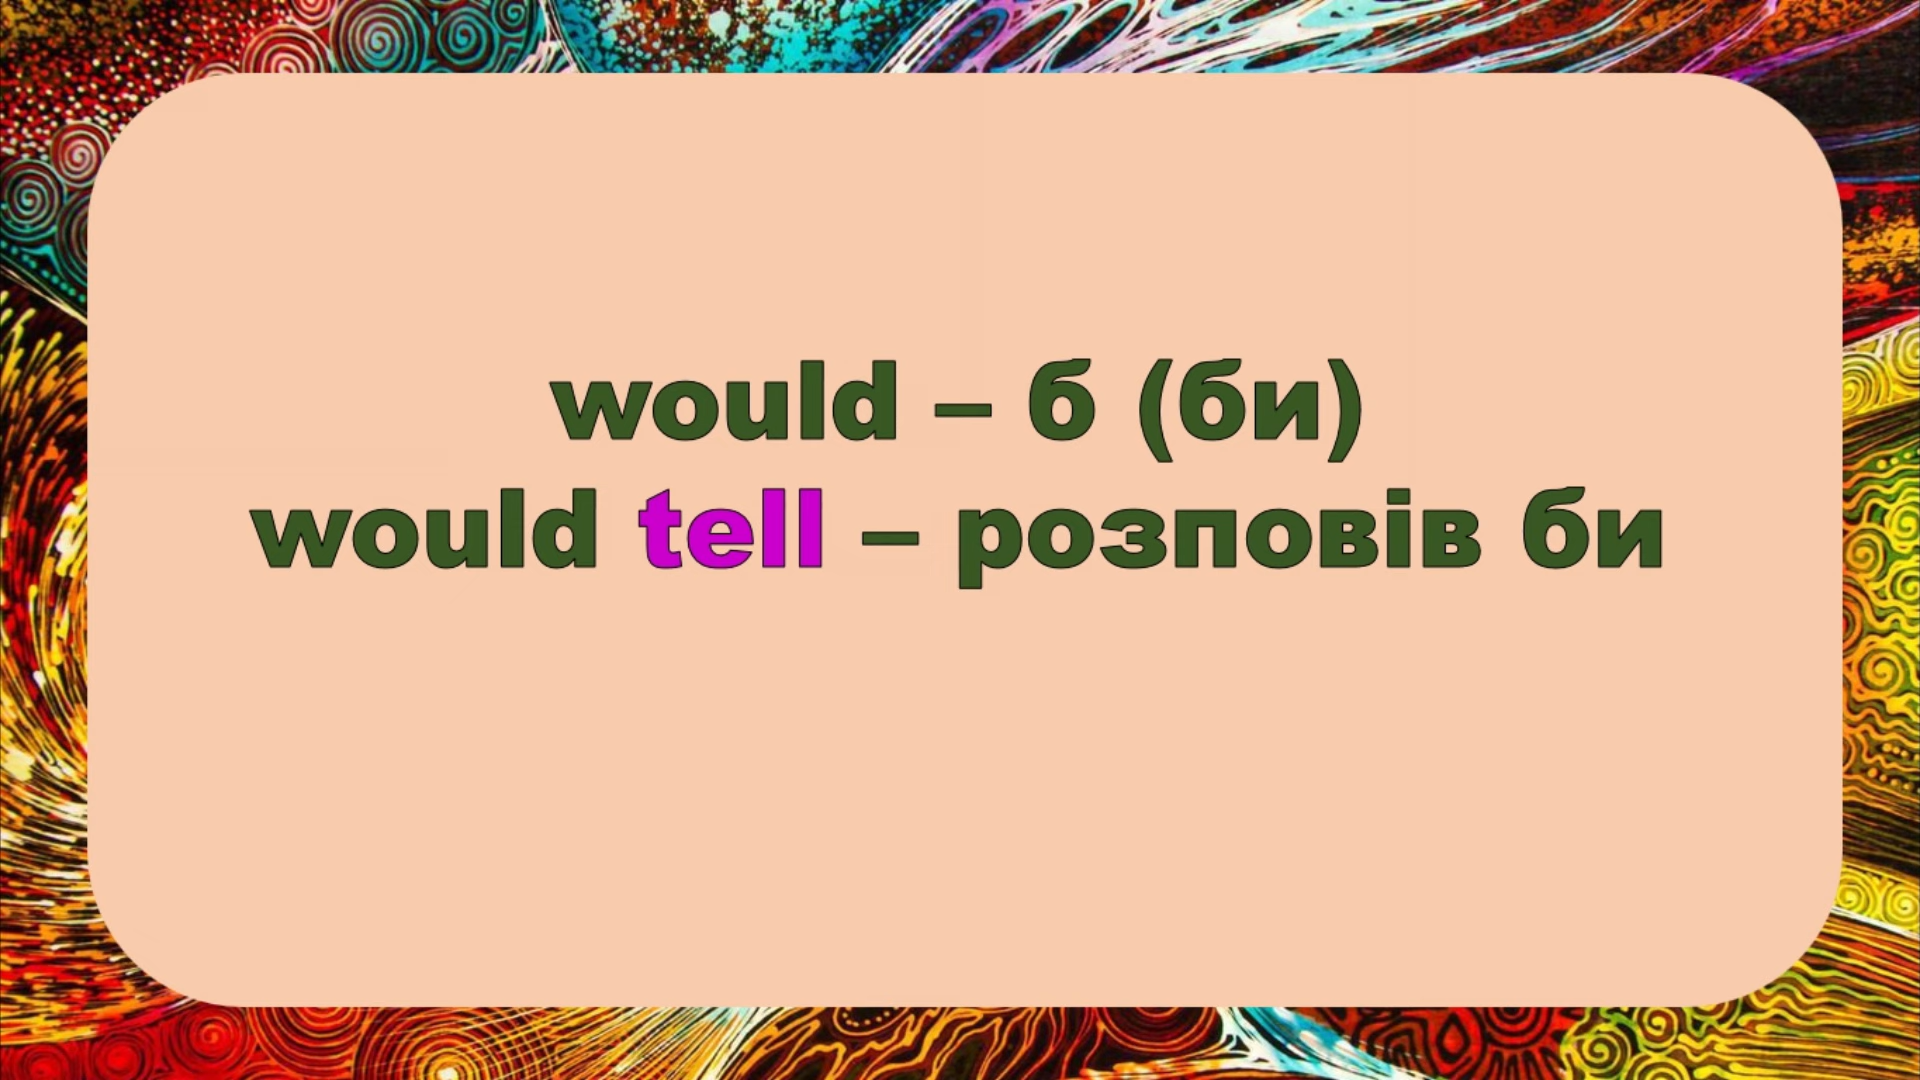 would – б (би)
would tell – розповів би